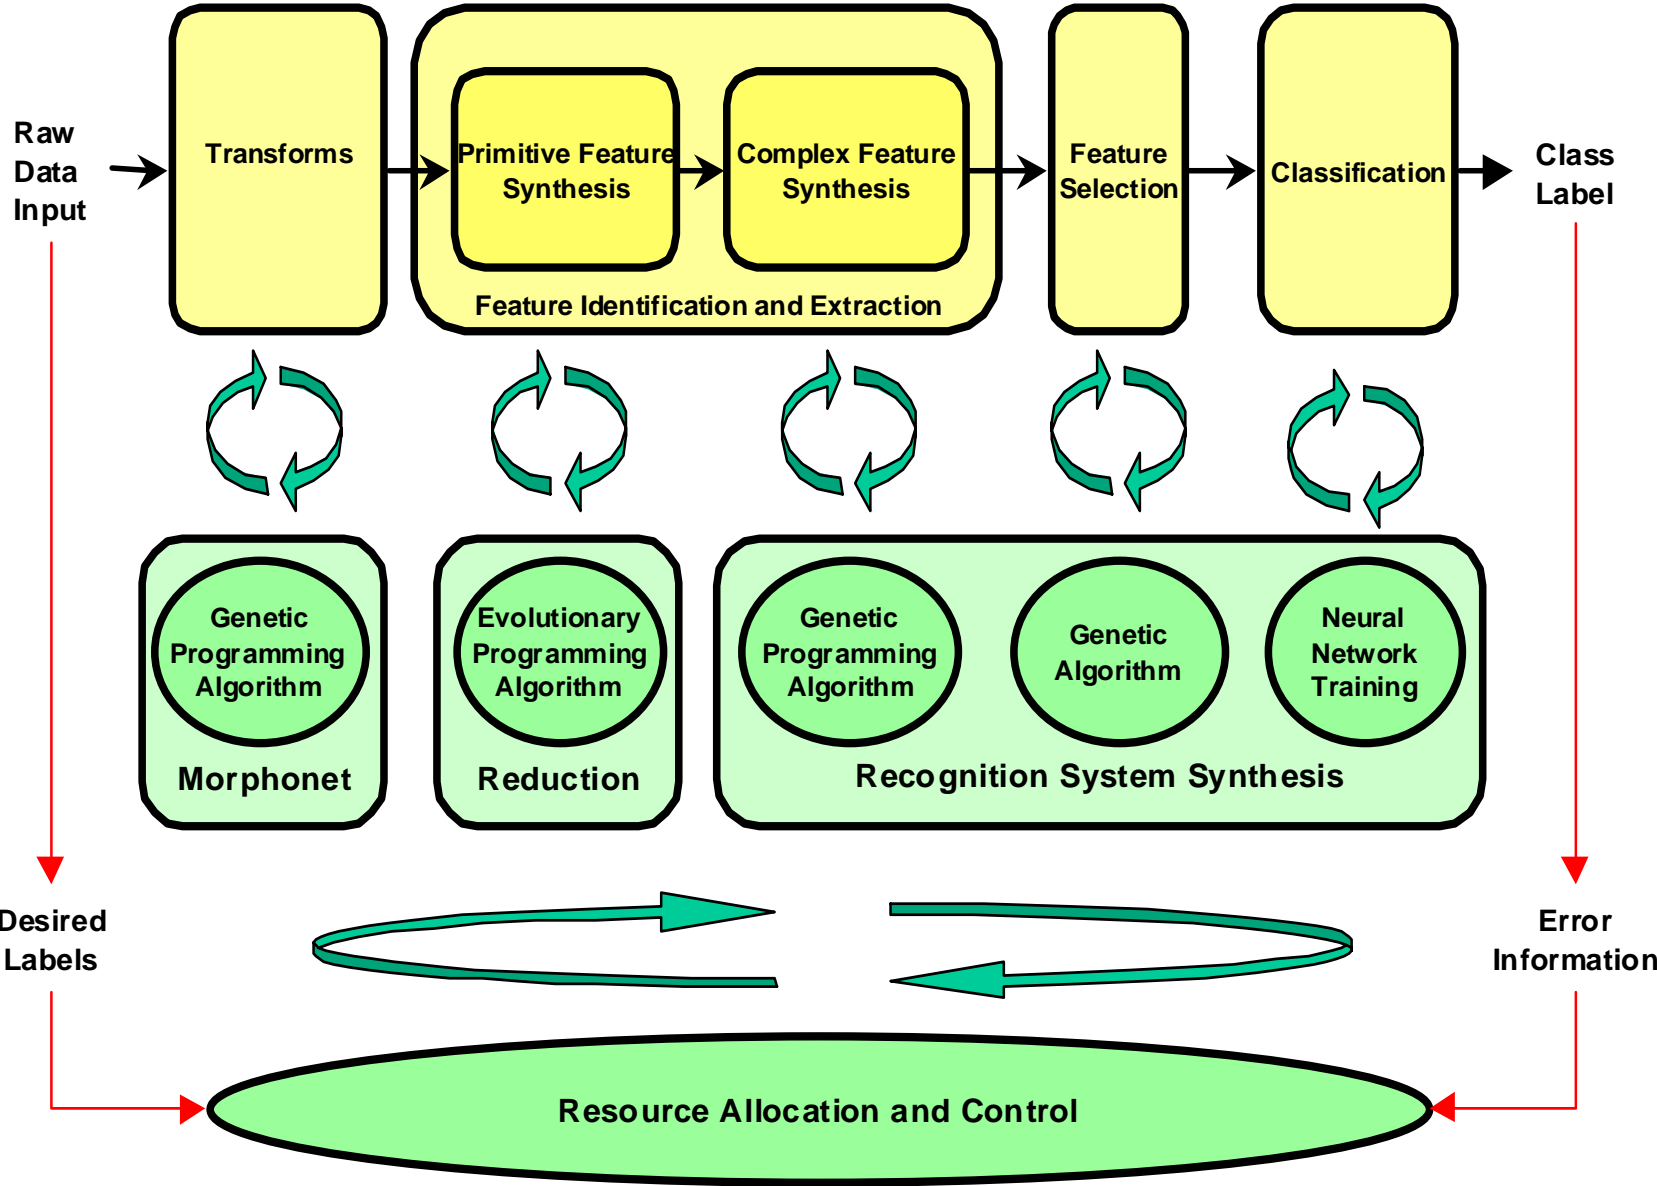 Raw
Data
Input
Transforms
Primitive Feature
Synthesis
Complex Feature
Synthesis
Feature Identification and Extraction
Feature
Selection
Classification
Class
Label
Genetic
Programming
Algorithm
Morphonet
Evolutionary
Programming
Algorithm
Reduction
Genetic
Programming
Algorithm
Genetic
Algorithm
Neural
Network
Training
Recognition System Synthesis
Desired
Labels
Error
Information
Resource Allocation and Control